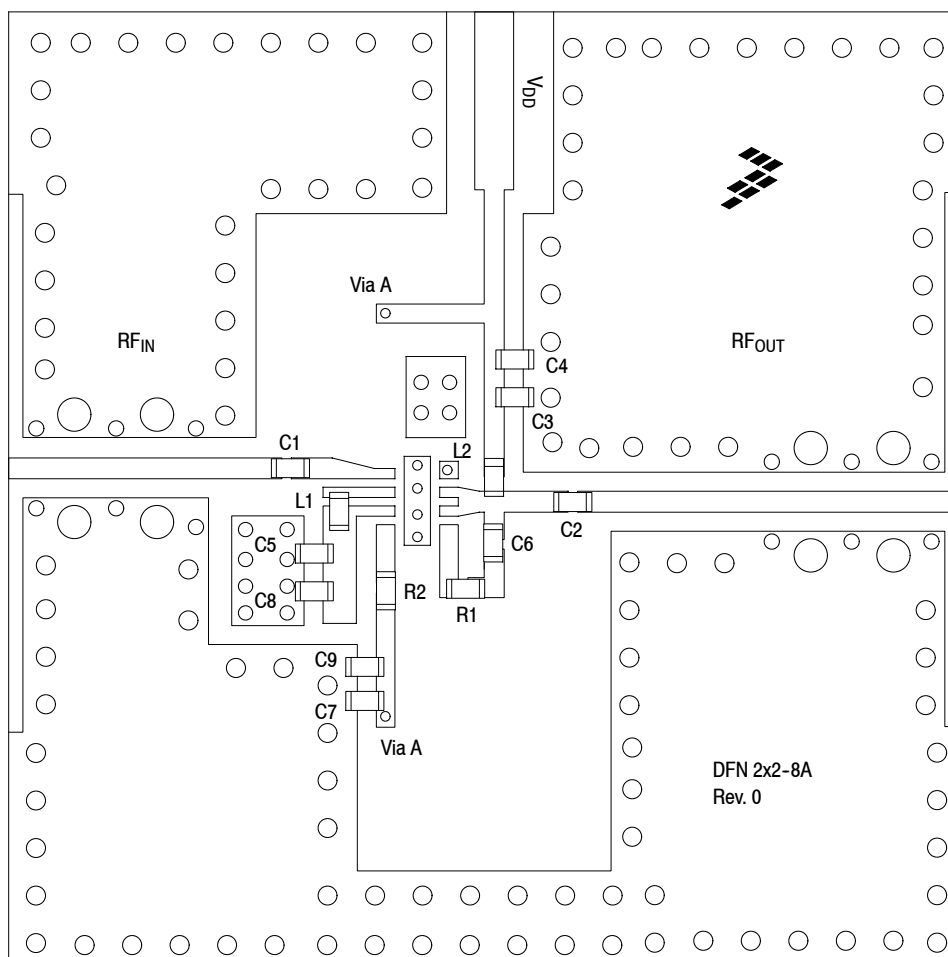 VDD
Via A
RFIN
RFOUT
C4
C3
C1
L2
L1
C2
C5
C6
C8
R2
R1
C9
C7
Via A
DFN 2x2-8A
Rev. 0